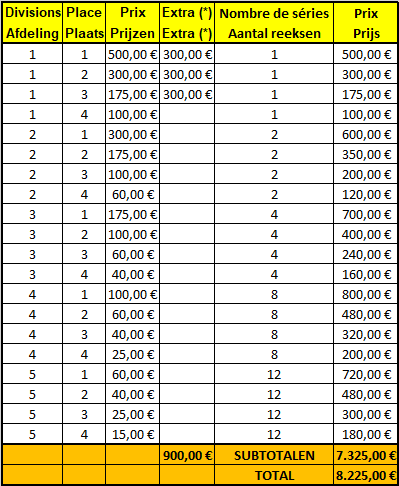 Divisions Place Prix Extra (*) Nombre de séries Prix
Afdeling Plaats Prijzen Extra (*) Aantal reeksen Prijs
1 1 500,00 € 300,00 € 1 500,00 €
1 2 300,00 € 300,00 € 1 300,00 €
1 3 175,00 € 300,00 € 1 175,00 €
1 4 100,00 € 1 100,00 €
2 1 300,00 € 2 600,00 €
2 2 175,00 € 2 350,00 €
2 3 100,00 € 2 200,00 €
2 4 60,00 € 2 120,00 €
3 1 175,00 € 4 700,00 €
3 2 100,00 € 4 400,00 €
3 3 60,00 € 4 240,00 €
3 4 40,00 € 4 160,00 €
4 1 100,00 € 8 800,00 €
4 2 60,00 € 8 480,00 €
4 3 40,00 € 8 320,00 €
4 4 25,00 € 8 200,00 €
5 1 60,00 € 12 720,00 €
5 2 40,00 € 12 480,00 €
5 3 25,00 € 12 300,00 €
5 4 15,00 € 12 180,00 €
900,00 € SUBTOTALEN 7.325,00 €
TOTAL 8.225,00 €